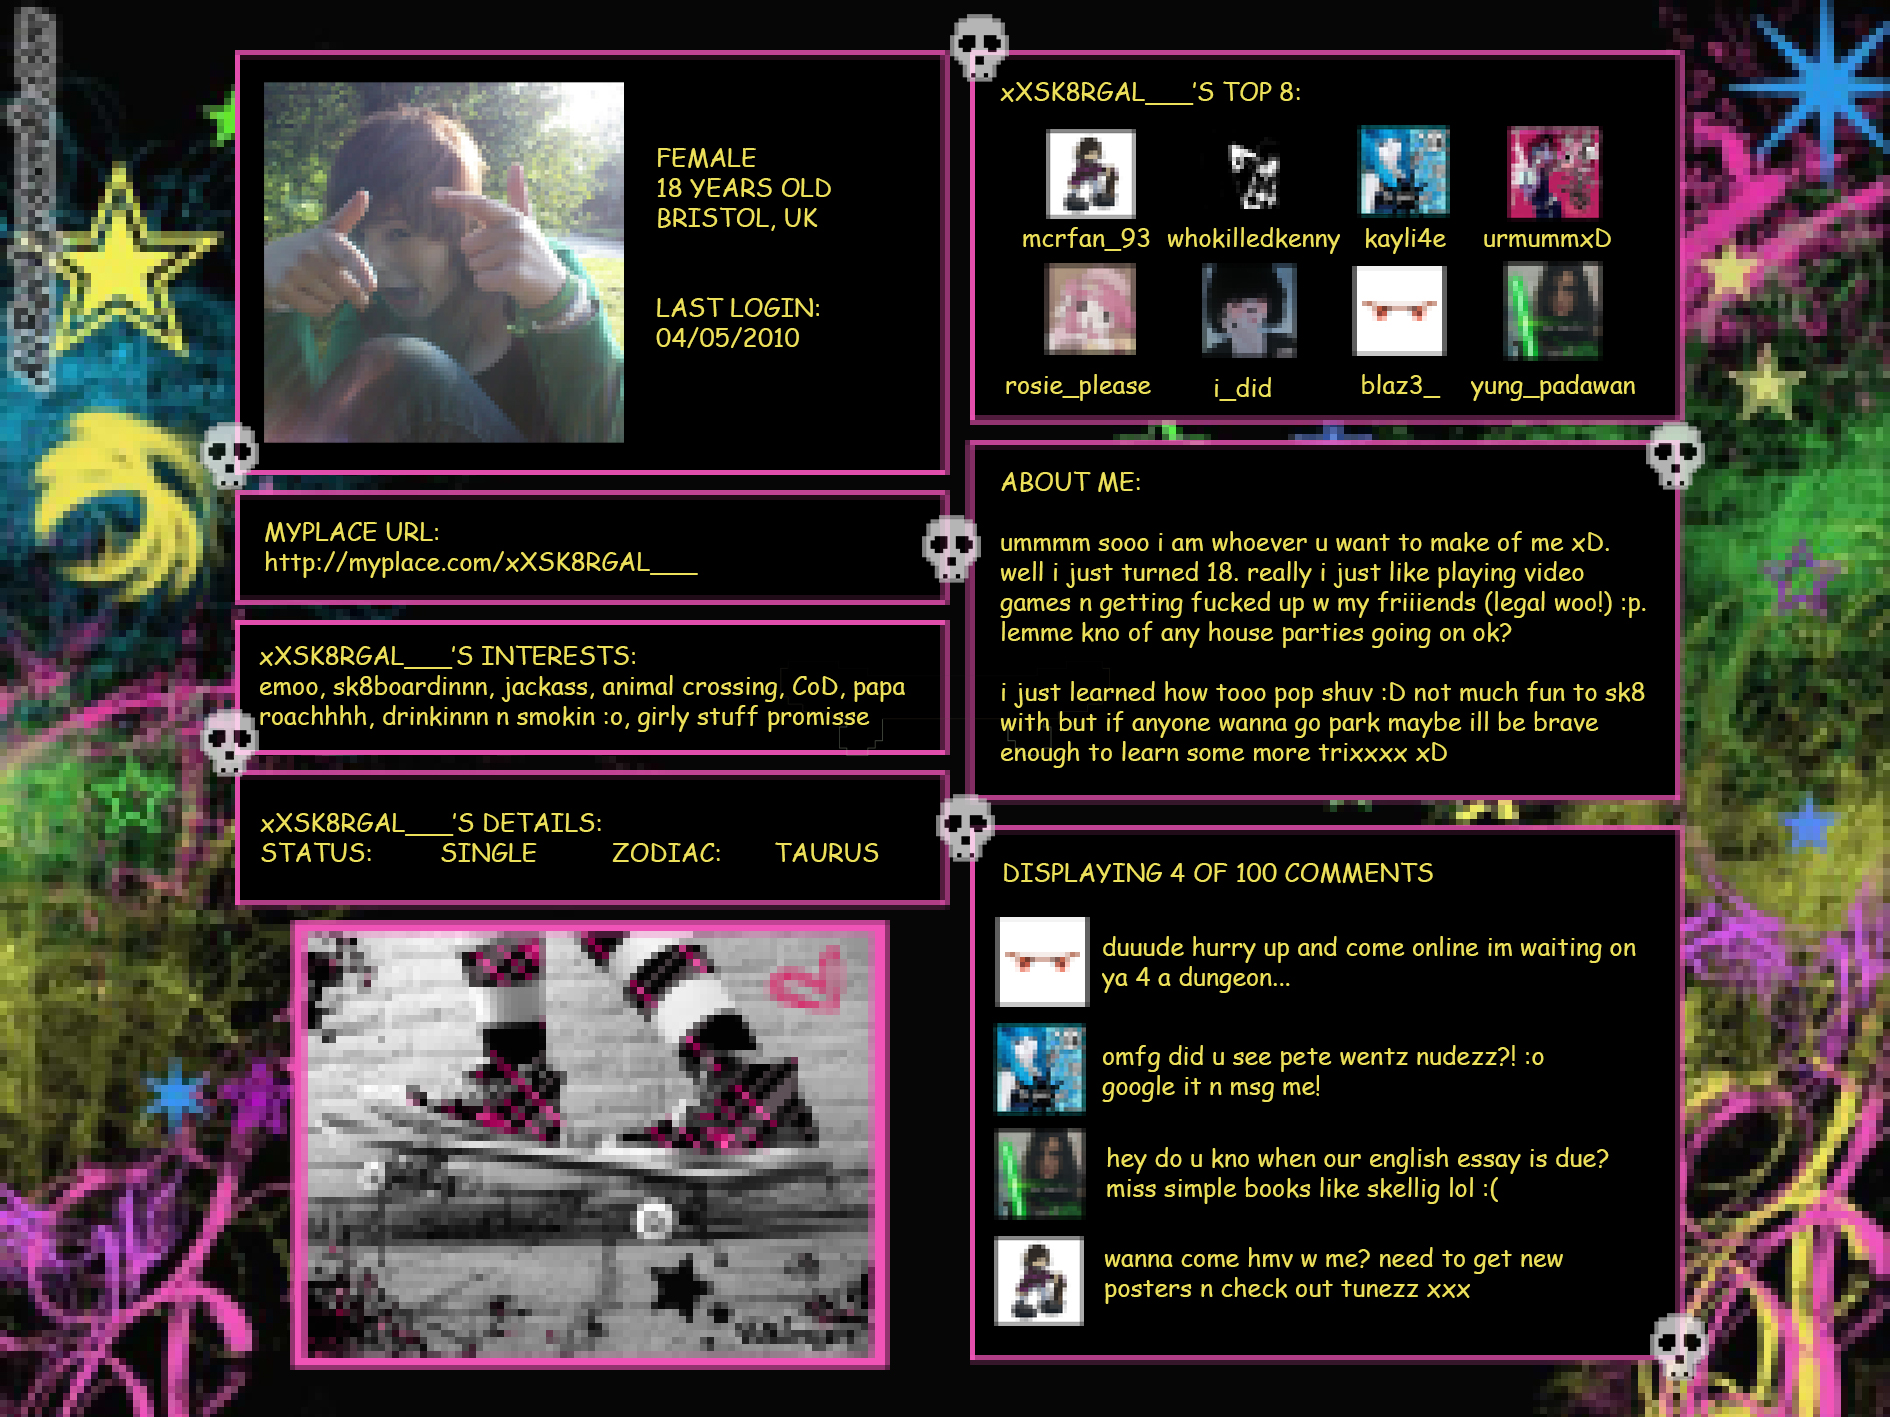 FEMALE
18 YEARS OLD
BRISTOL, UK
LAST LOGIN:
04/05/2010
MYPLACE URL:
http://myplace.com/xXSK8RGAL___
xXSK8RGAL___'S INTERESTS:
emoo, sk8boardinnn, jackass, animal crossing, CoD, papa
roachhhh, drinkinnn n smokin :o, girly stuff promisse
xXSK8RGAL___'S DETAILS:
STATUS: SINGLE ZODIAC: TAURUS
xXSK8RGAL___'S TOP 8:
mcrfan_93 whokilledkenny kayli4e urmummxD
rosie_please i_did blaz3_ yung_padawan
ABOUT ME:
ummmm sooo i am whoever u want to make of me xD.
well i just turned 18. really i just like playing video
games n getting fucked up w my friiiends (legal woo!) :p.
lemme kno of any house parties going on ok?
i just learned how tooo pop shuv :D not much fun to sk8
with but if anyone wanna go park maybe ill be brave
enough to learn some more trixxxx xD
DISPLAYING 4 OF 100 COMMENTS
duuude hurry up and come online im waiting on
ya 4 a dungeon...
omfg did u see pete wentz nudezz?! :o
google it n msg me!
hey do u kno when our english essay is due?
miss simple books like skellig lol :(
wanna come hmv w me? need to get new
posters n check out tunezz xxx